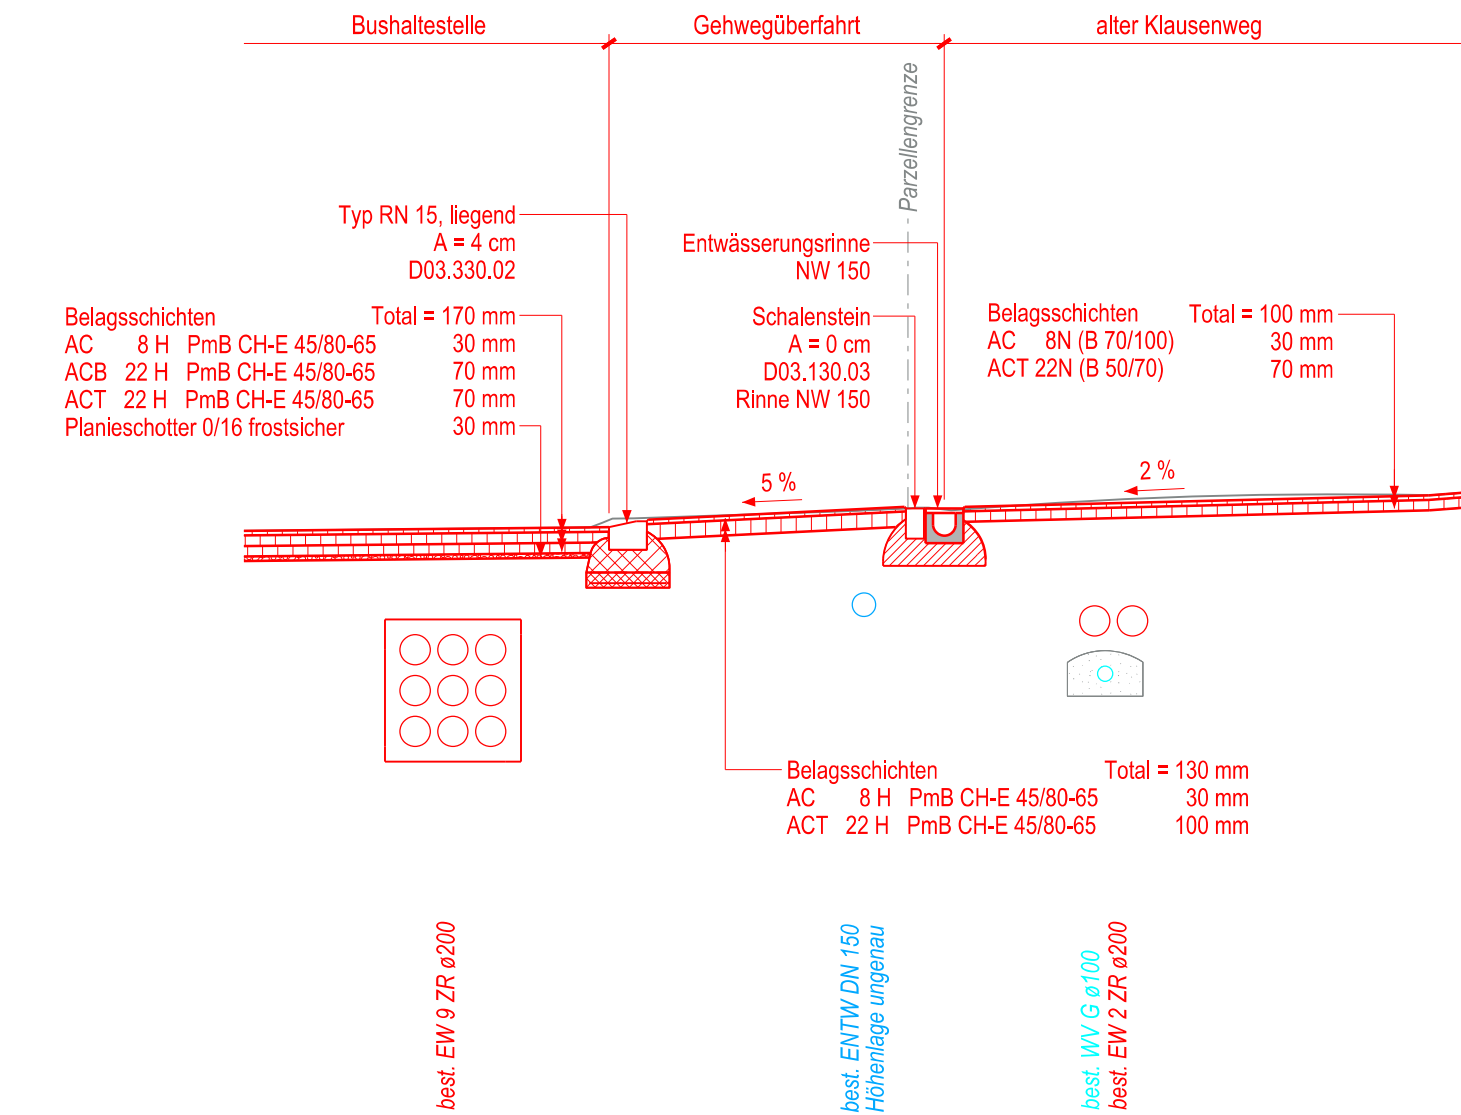 Bushaltestelle
Gehwegüberfahrt
alter Klausenweg
Parzellengrenze
Typ RN 15, liegend
A = 4 cm
D03.330.02
Entwässerungsrinne
NW 150
Schalenstein
A = 0 cm
D03.130.03
Rinne NW 150
Belagsschichten Total = 170 mm
AC 8 H PmB CH-E 45/80-65 30 mm
ACB 22 H PmB CH-E 45/80-65 70 mm
ACT 22 H PmB CH-E 45/80-65 70 mm
Planieschotter 0/16 frostsicher 30 mm
Belagsschichten Total = 100 mm
AC 8N (B 70/100) 30 mm
ACT 22N (B 50/70) 70 mm
5 %
2 %
Belagsschichten Total = 130 mm
AC 8 H PmB CH-E 45/80-65 30 mm
ACT 22 H PmB CH-E 45/80-65 100 mm
best. EW 9 ZR ø200
best. ENTW DN 150
Höhenlage ungenau
best. WV G ø100
best. EW 2 ZR ø200